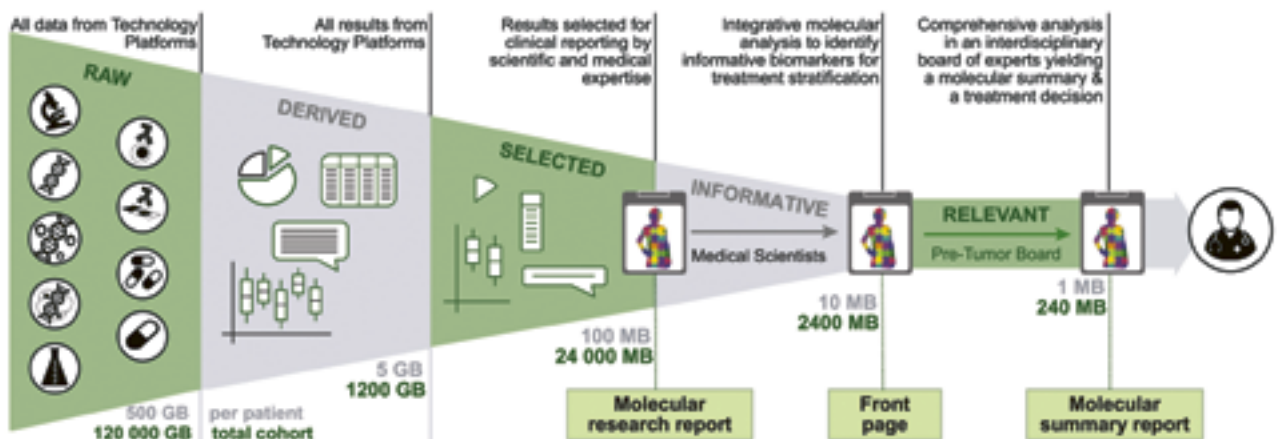 All data from Technology
Platforms
All results from
Technology Platforms
Results selected for
clinical reporting by
scientific and medical
expertise
Integrative molecular
analysis to identify
informative biomarkers for
treatment stratification
Comprehensive analysis
in an interdisciplinary
board of experts yielding
a molecular summary &
a treatment decision
RAW
DERIVED
SELECTED
INFORMATIVE
Medical Scientists
RELEVANT
Pre-Tumor Board
500 GB
120 000 GB
per patient
total cohort
5 GB
1200 GB
100 MB
24 000 MB
10 MB
2400 MB
1 MB
240 MB
Molecular
research report
Front
page
Molecular
summary report